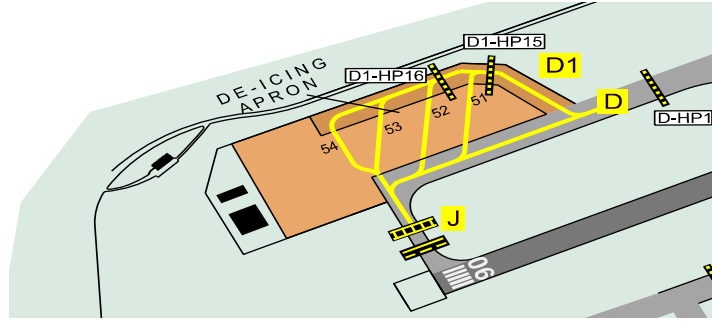 D1-HP15
D1-HP16
D1
DE-ICING
APRON
D
D-HP1
51
52
53
54
J
06